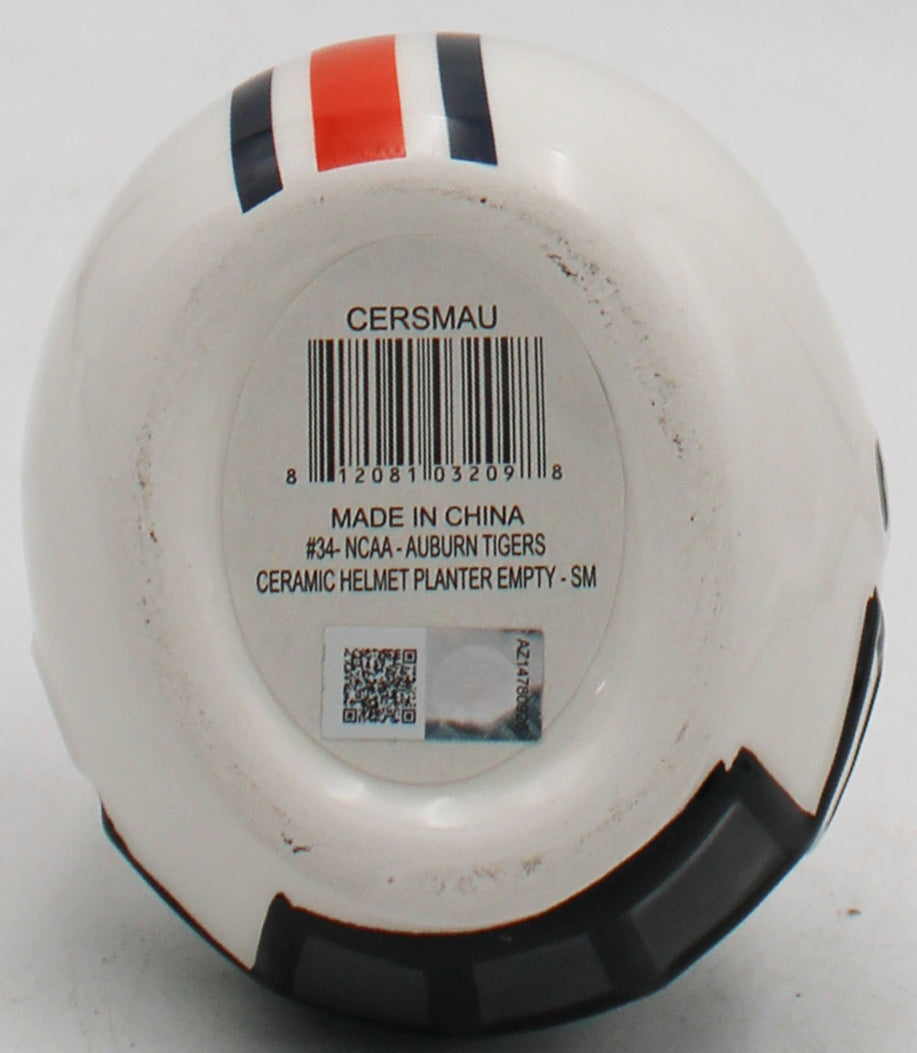 CERSMAU
8 12081 03209 8
MADE IN CHINA
#34- NCAA - AUBURN TIGERS
CERAMIC HELMET PLANTER EMPTY - SM